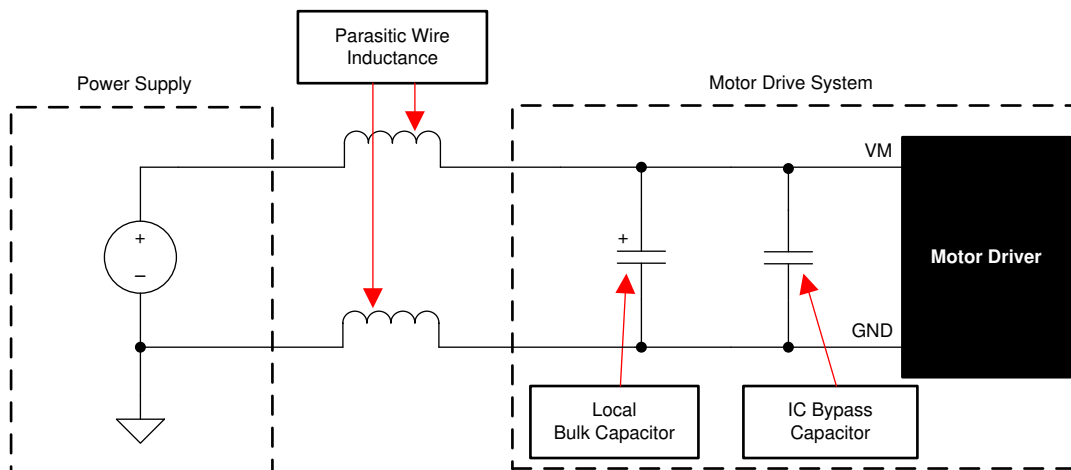 Parasitic Wire
Inductance
Power Supply
Motor Drive System
VM
+
–
+
Motor Driver
GND
Local
Bulk Capacitor
IC Bypass
Capacitor